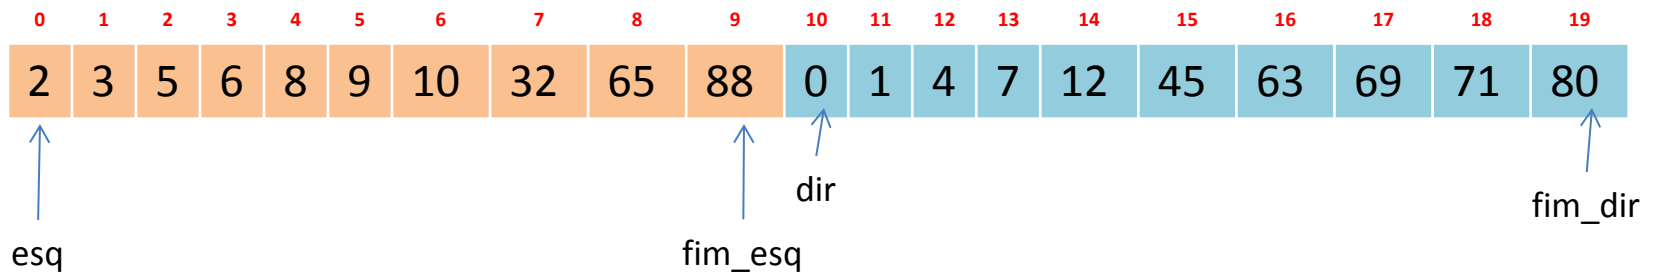 0 1 2 3 4 5 6 7 8 9 10 11 12 13 14 15 16 17 18 19
2 3 5 6 8 9 10 32 65 88 0 1 4 7 12 45 63 69 71 80
dir
fim_dir
esq
fim_esq